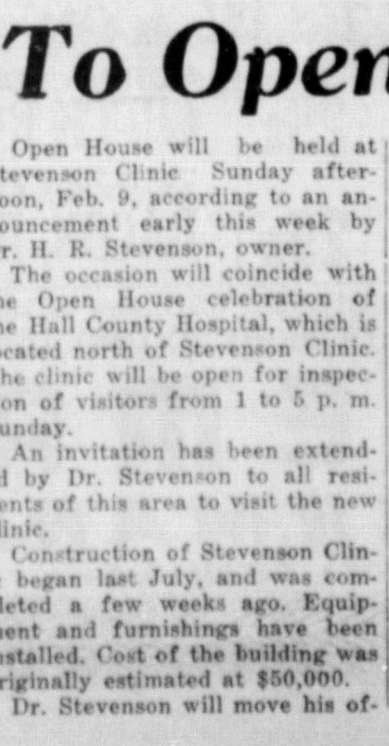 To Open
Open House will be held at
tevenson Clinic Sunday after-
oon, Feb. 9, according to an an-
ouncement early this week by
r. H. R. Stevenson, owner.
The occasion will coincide with
he Open House celebration of
he Hall County Hospital, which is
ocated north of Stevenson Clinic.
he clinic will be open for inspec-
on of visitors from 1 to 5 p. m.
unday.
An invitation has been extend-
d by Dr. Stevenson to all resi-
ents of this area to visit the new
linic.
Construction of Stevenson Clin-
began last July, and was com-
leted a few weeks ago. Equip-
ment and furnishings have been
nstalled. Cost of the building was
riginally estimated at $50,000.
Dr. Stevenson will move his of-